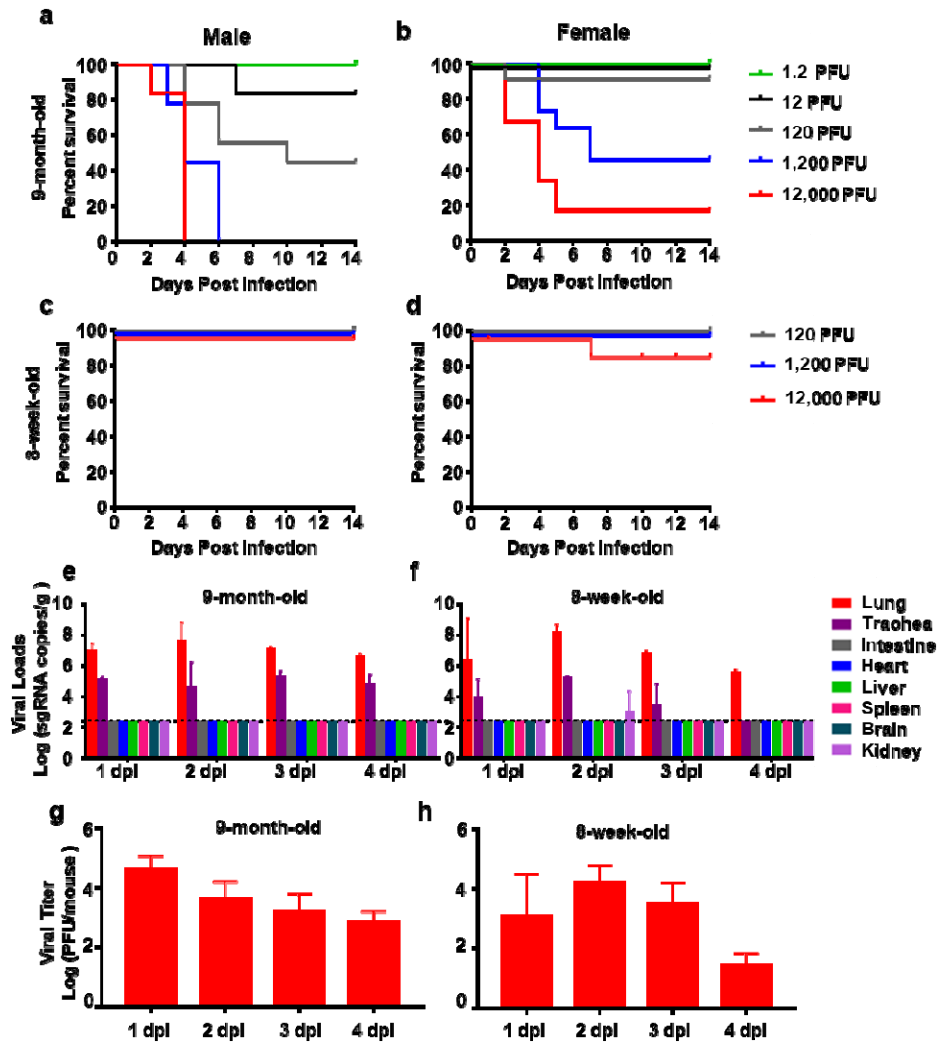 a
Male
b
Female
9-month-old
Percent survival
100
80
60
40
20
0
0 2 4 6 8 10 12 14
Days Post Infection
100
80
60
40
20
0
0 2 4 6 8 10 12 14
Days Post Infection
1.2 PFU
12 PFU
120 PFU
1,200 PFU
12,000 PFU
c
d
8-week-old
Percent survival
100
80
60
40
20
0
0 2 4 6 8 10 12 14
Days Post Infection
Percent survival
100
80
60
40
20
0
0 2 4 6 8 10 12 14
Days Post Infection
120 PFU
1,200 PFU
12,000 PFU
e
9-month-old
f
8-week-old
Viral Loads
Log (sgRNA copies/g )
10
8
6
4
2
0
1 dpI 2 dpI 3 dpI 4 dpI
10
8
6
4
2
0
1 dpI 2 dpI 3 dpI 4 dpI
Lung
Trachea
Intestine
Heart
Liver
Spleen
Brain
Kidney
g
9-month-old
h
8-week-old
Viral Titer
Log (PFU/mouse )
6
4
2
0
1 dpI 2 dpI 3 dpI 4 dpI
6
4
2
0
1 dpI 2 dpI 3 dpI 4 dpI